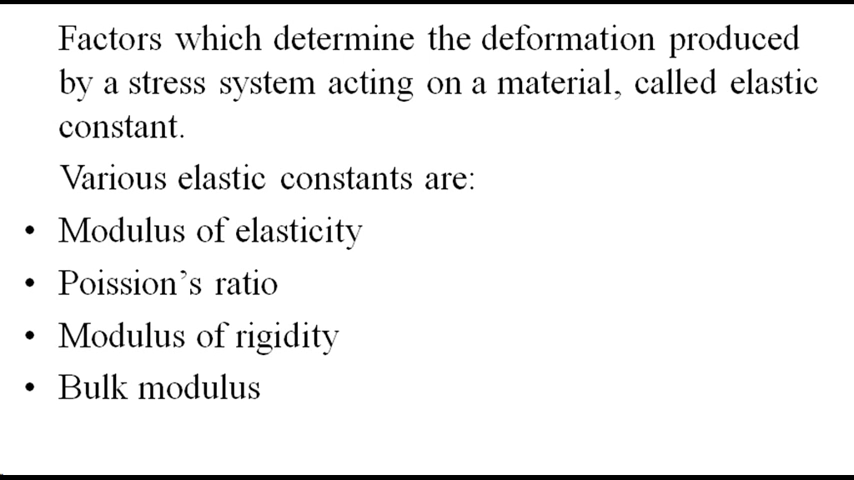 Factors which determine the deformation produced
by a stress system acting on a material, called elastic
constant.
Various elastic constants are:
• Modulus of elasticity
• Poission’s ratio
• Modulus of rigidity
• Bulk modulus